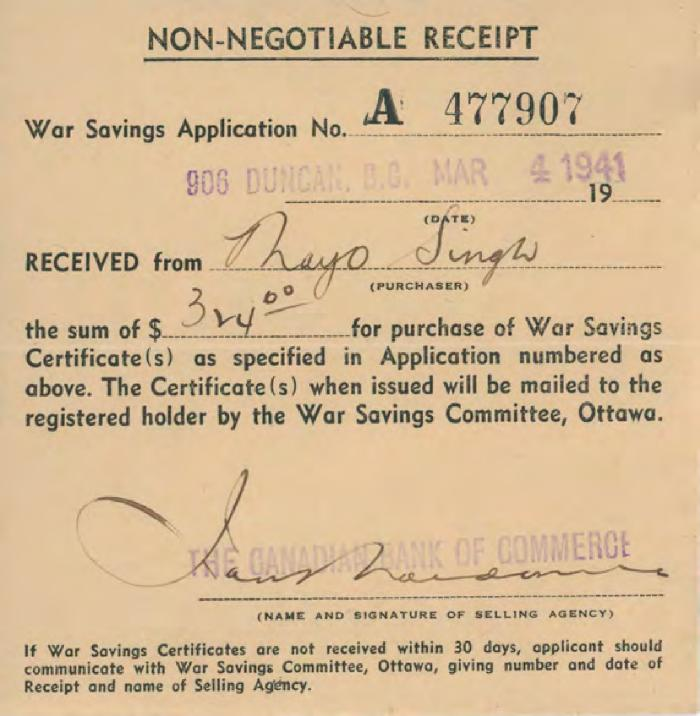 NON-NEGOTIABLE RECEIPT
War Savings Application No. A 477907
906 DUNCAN, B.C. MAR 4 1941
19
(DATE)
RECEIVED from Mayo Singh
(PURCHASER)
the sum of $ 324.00 for purchase of War Savings
Certificate(s) as specified in Application numbered as
above. The Certificate(s) when issued will be mailed to the
registered holder by the War Savings Committee, Ottawa.
THE CANADIAN BANK OF COMMERCE
(NAME AND SIGNATURE OF SELLING AGENCY)
If War Savings Certificates are not received within 30 days, applicant should
communicate with War Savings Committee, Ottawa, giving number and date of
Receipt and name of Selling Agency.